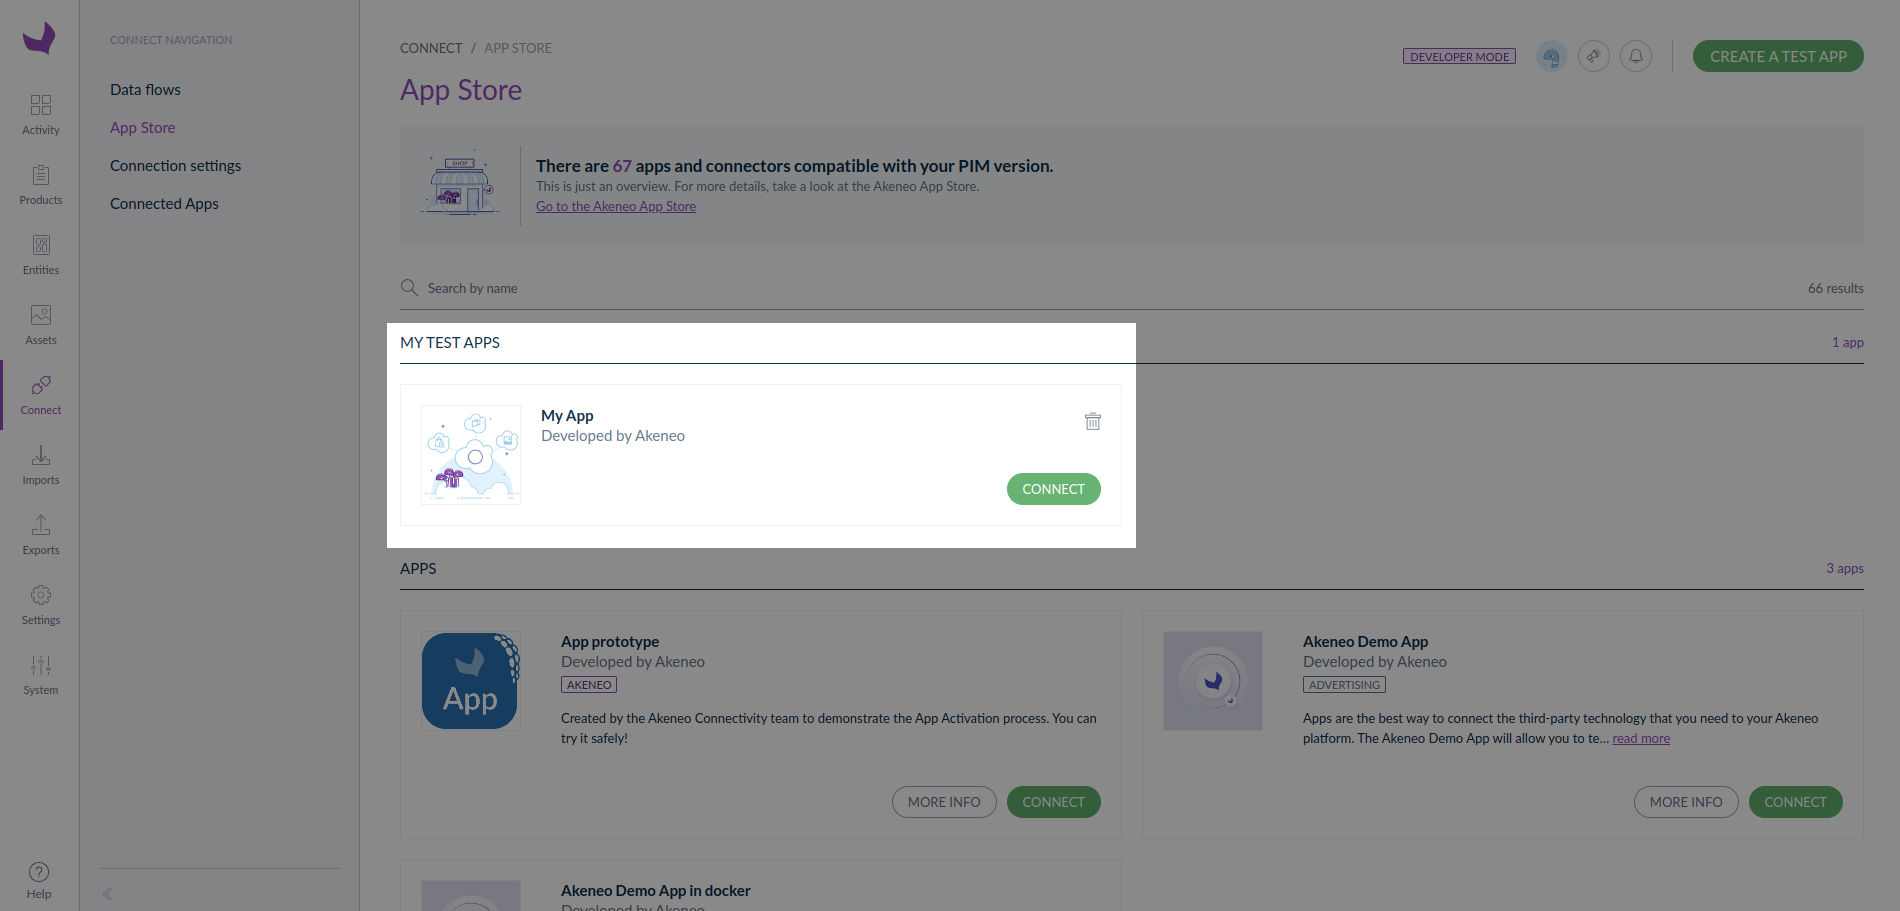 CONNECT NAVIGATION
Data flows
App Store
Connection settings
Connected Apps
Activity
Products
Entities
Assets
Connect
Imports
Exports
Settings
System
Help
CONNECT / APP STORE
DEVELOPER MODE
CREATE A TEST APP
App Store
SHOP
There are 67 apps and connectors compatible with your PIM version.
This is just an overview. For more details, take a look at the Akeneo App Store.
Go to the Akeneo App Store
Search by name
66 results
MY TEST APPS
1 app
My App
Developed by Akeneo
CONNECT
APPS
3 apps
App
App prototype
Developed by Akeneo
AKENEO
Created by the Akeneo Connectivity team to demonstrate the App Activation process. You can
try it safely!
MORE INFO
CONNECT
Akeneo Demo App
Developed by Akeneo
ADVERTISING
Apps are the best way to connect the third-party technology that you need to your Akeneo
platform. The Akeneo Demo App will allow you to te... read more
MORE INFO
CONNECT
Akeneo Demo App in docker
Developed by Akeneo